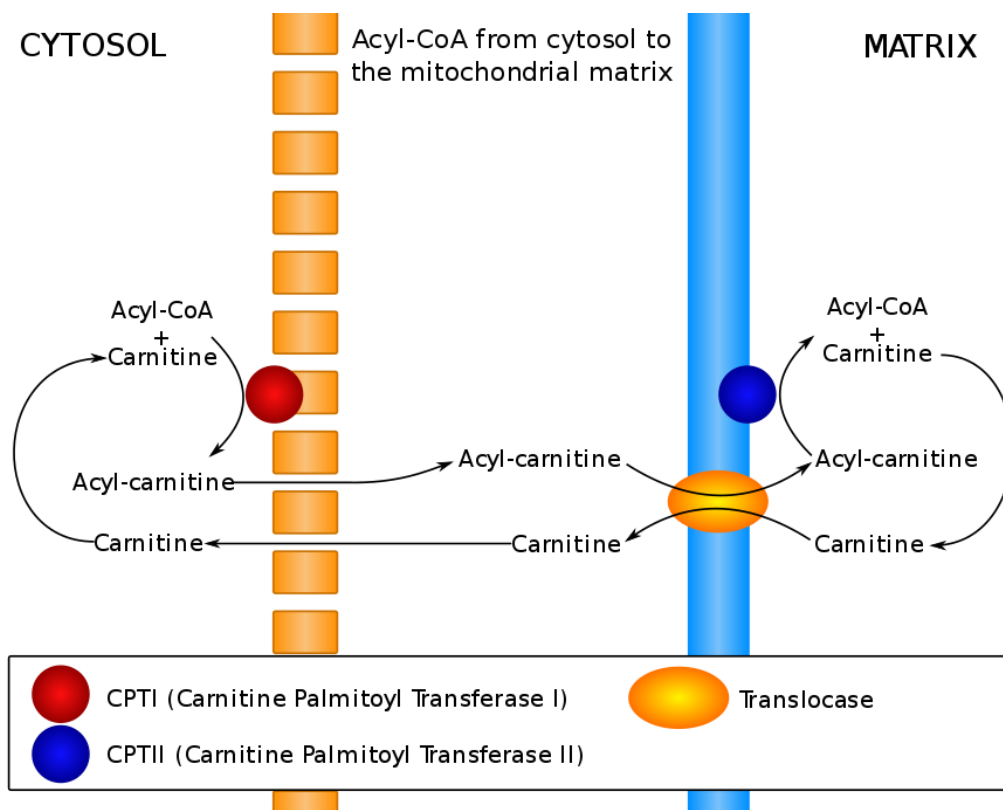 CYTOSOL
Acyl-CoA from cytosol to
the mitochondrial matrix
MATRIX
Acyl-CoA
+
Carnitine
Acyl-carnitine
Carnitine
Acyl-carnitine
Carnitine
Acyl-CoA
+
Carnitine
Acyl-carnitine
Carnitine
CPTI (Carnitine Palmitoyl Transferase I)
CPTII (Carnitine Palmitoyl Transferase II)
Translocase